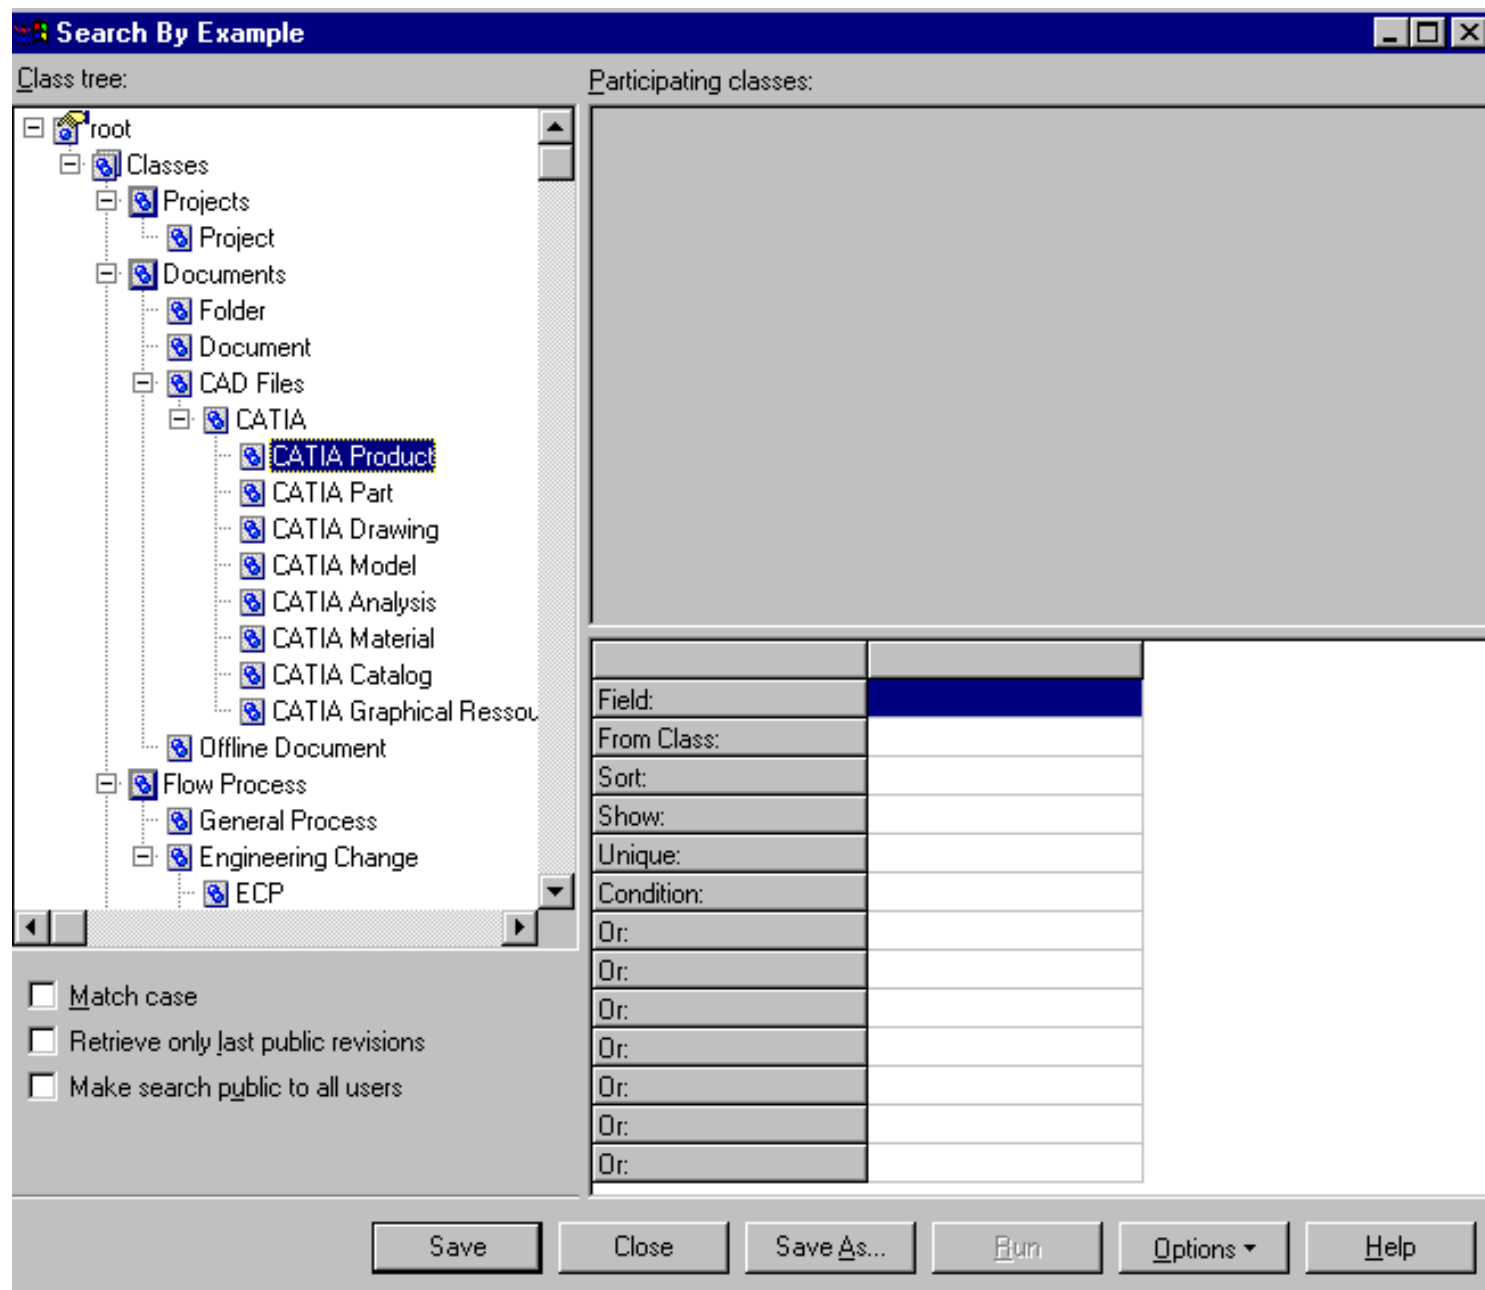 Search By Example
Class tree:
root
Classes
Projects
Project
Documents
Folder
Document
CAD Files
CATIA
CATIA Product
CATIA Part
CATIA Drawing
CATIA Model
CATIA Analysis
CATIA Material
CATIA Catalog
CATIA Graphical Ressou
Offline Document
Flow Process
General Process
Engineering Change
ECP
Match case
Retrieve only last public revisions
Make search public to all users
Participating classes:
Field:
From Class:
Sort:
Show:
Unique:
Condition:
Or:
Or:
Or:
Or:
Or:
Or:
Or:
Save Close Save As... Run Options Help